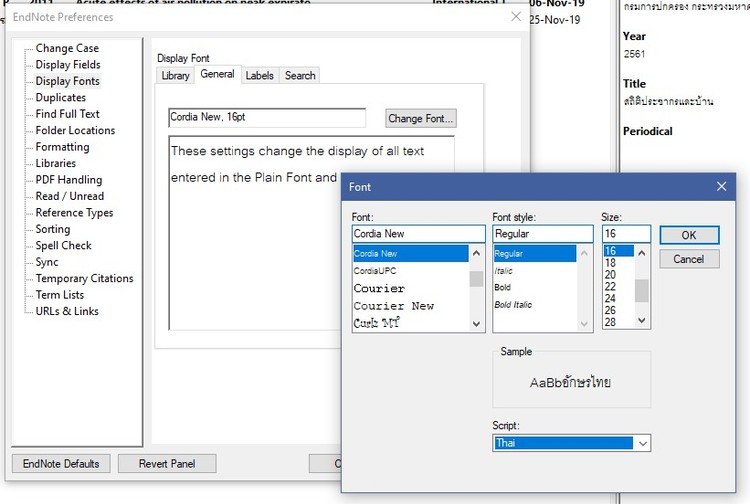 2011 Acute effects of air pollution on peak expirato International J 06-Nov-19
25-Nov-19
EndNote Preferences
Change Case
Display Fields
Display Fonts
Duplicates
Find Full Text
Folder Locations
Formatting
Libraries
PDF Handling
Read / Unread
Reference Types
Sorting
Spell Check
Sync
Temporary Citations
Term Lists
URLs & Links
Display Font
Library General Labels Search
Cordia New, 16pt
Change Font...
These settings change the display of all text
entered in the Plain Font and
EndNote Defaults
Revert Panel
O
Font
Font:
Cordia New
Cordia New
CordiaUPC
Courier
Courier New
Curlz MT
Font style:
Regular
Regular
Italic
Bold
Bold Italic
Size:
16
16
18
20
22
24
26
28
OK
Cancel
Sample
AaBbอักษรไทย
Script:
Thai
กรมการปกครอง กระทรวงมหาด
Year
2561
Title
สถิติประชากรและบ้าน
Periodical